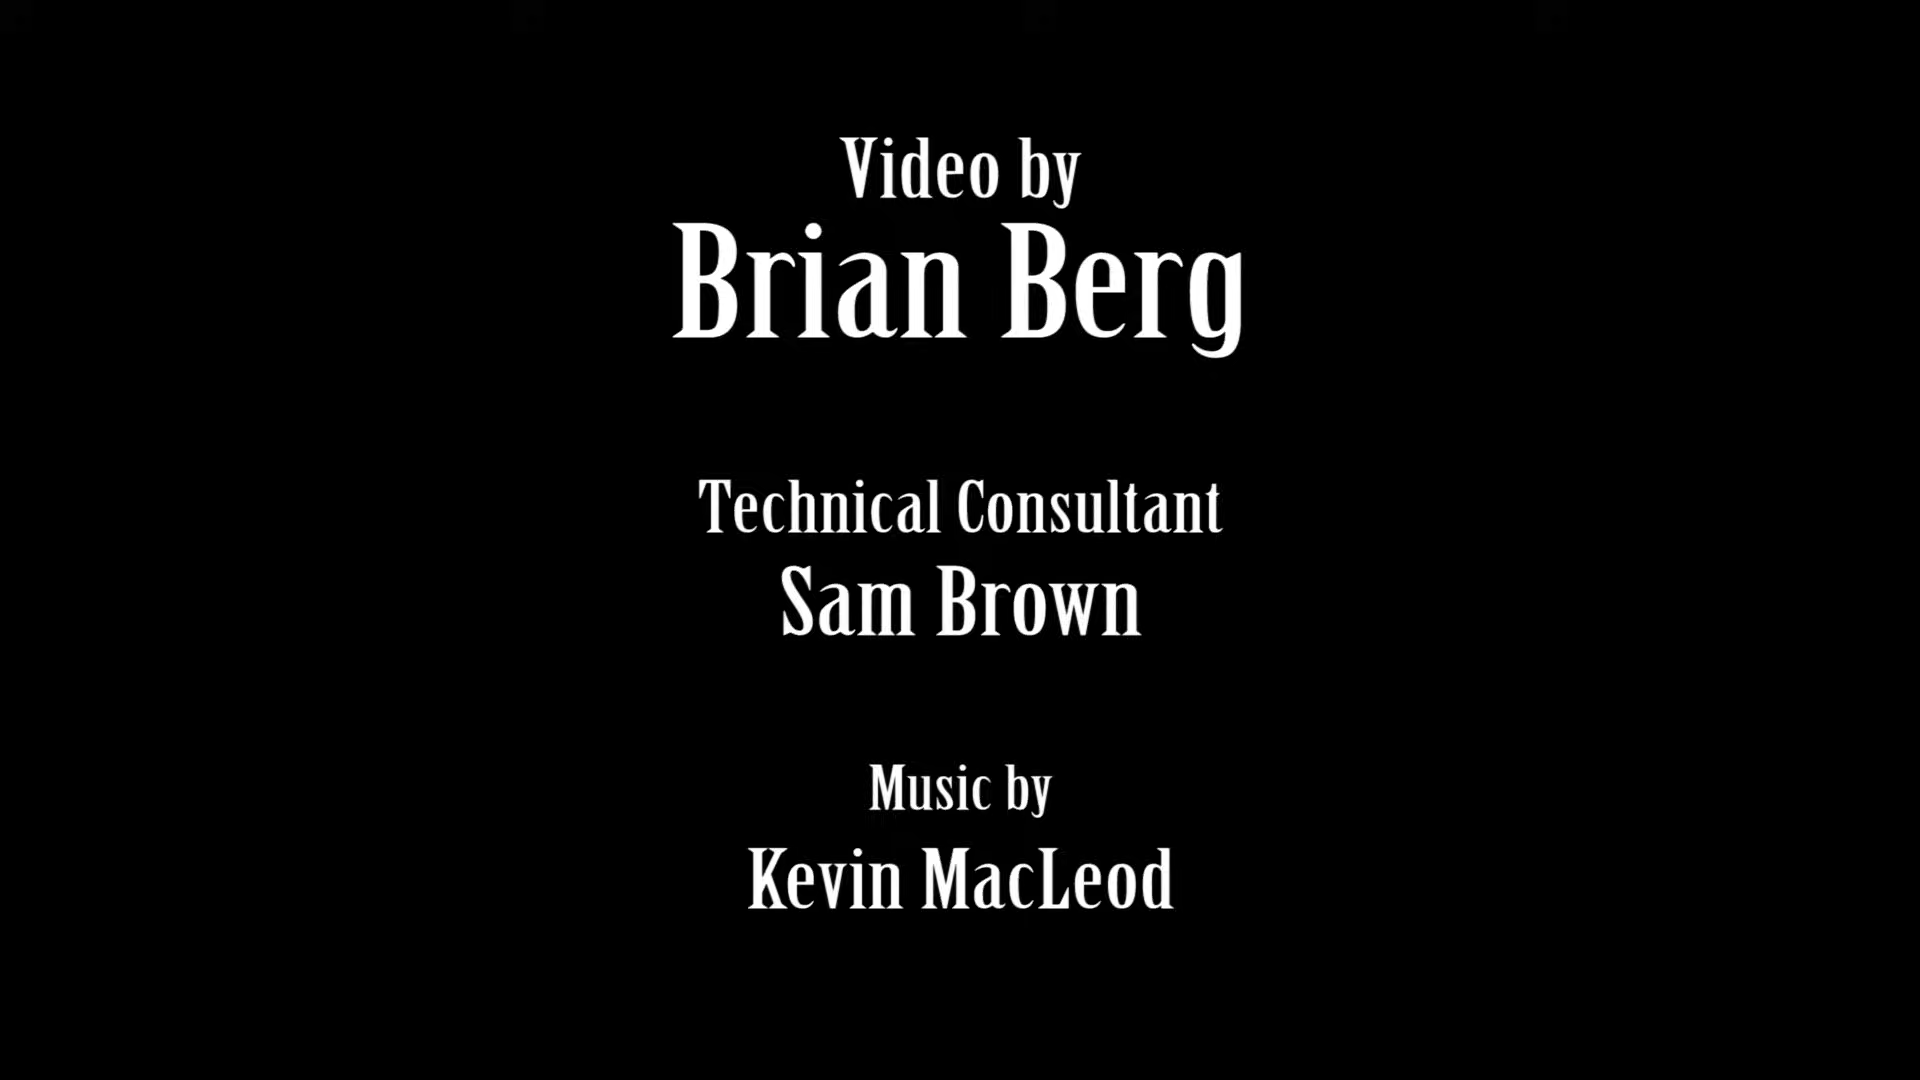 Video by
Brian Berg
Technical Consultant
Sam Brown
Music by
Kevin MacLeod